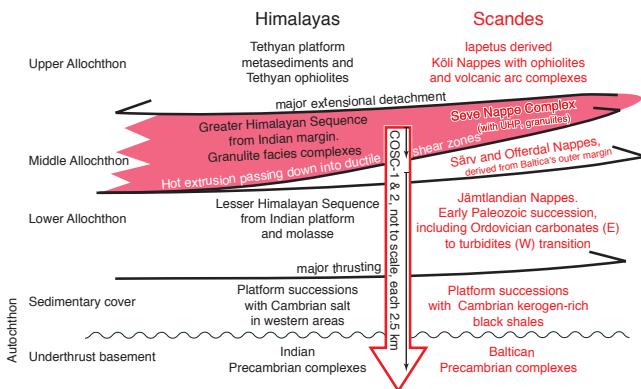 Himalayas
Scandes
Upper Allochthon
Tethyan platform
metasediments and
Tethyan ophiolites
Iapetus derived
Köli Nappes with ophiolites
and volcanic arc complexes
major extensional detachment
Middle Allochthon
Greater Himalayan Sequence
from Indian margin.
Granulite facies complexes
Seve Nappe Complex
(with UHP, granulites)
Hot extrusion passing down into ductile shear zones
Särv and Offerdal Nappes,
derived from Baltica's outer margin
COSC-1 & 2, not to scale, each 2.5 km
Lower Allochthon
Lesser Himalayan Sequence
from Indian platform
and molasse
Jämtlandian Nappes.
Early Paleozoic succession,
including Ordovician carbonates (E)
to turbidites (W) transition
major thrusting
Autochthon
Sedimentary cover
Platform successions
with Cambrian salt
in western areas
Platform successions
with Cambrian kerogen-rich
black shales
Underthrust basement
Indian
Precambrian complexes
Baltican
Precambrian complexes